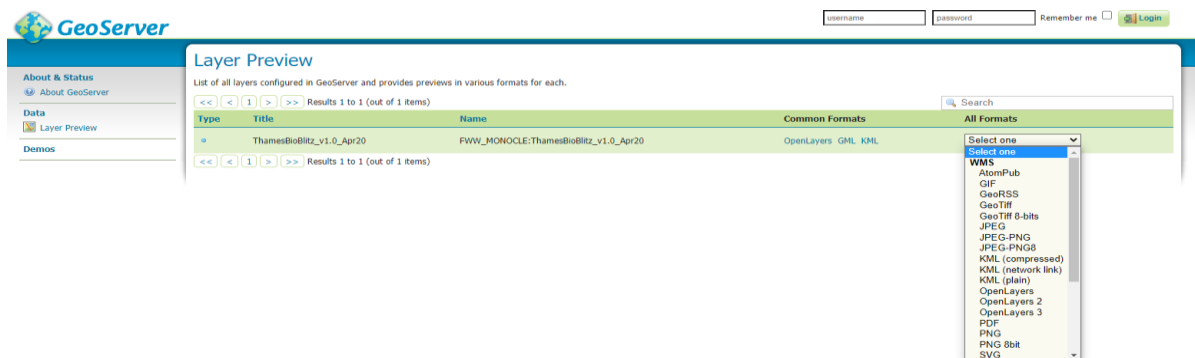 GeoServer
username
password
Remember me
Login
About & Status
About GeoServer
Data
Layer Preview
Demos
Layer Preview
List of all layers configured in GeoServer and provides previews in various formats for each.
<< < 1 > >> Results 1 to 1 (out of 1 items)
Search
Type Title Name Common Formats All Formats
ThamesBioBlitz_v1.0_Apr20 FWW_MONOCLE:ThamesBioBlitz_v1.0_Apr20 OpenLayers GML KML Select one
<< < 1 > >> Results 1 to 1 (out of 1 items)
Select one
WMS
AtomPub
GIF
GeoRSS
GeoTiff
GeoTiff 8-bits
JPEG
JPEG-PNG
JPEG-PNG8
KML (compressed)
KML (network link)
KML (plain)
OpenLayers
OpenLayers 2
OpenLayers 3
PDF
PNG
PNG 8bit
SVG